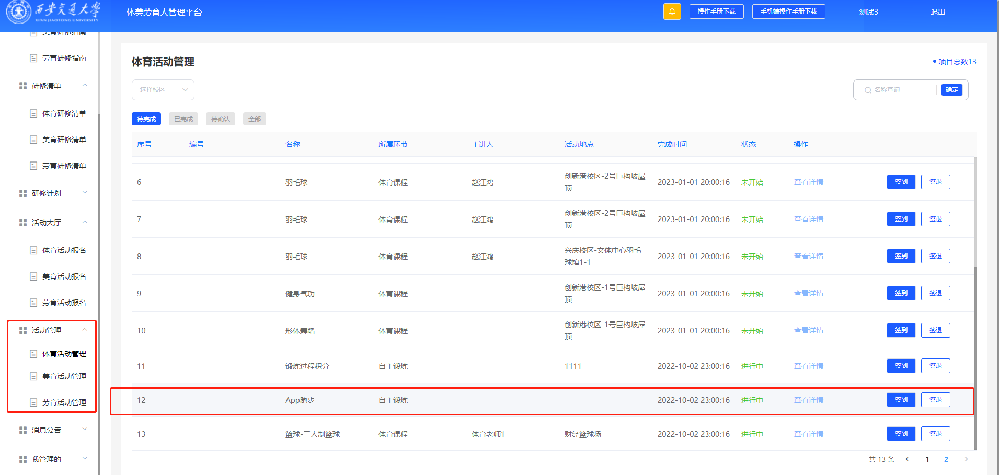 西安交通大学
XI'AN JIAOTONG UNIVERSITY
体美劳育人管理平台
操作手册下载
手机端操作手册下载
测试3
退出
美育研修指南
劳育研修指南
研修清单
体育研修清单
美育研修清单
劳育研修清单
研修计划
活动大厅
体育活动报名
美育活动报名
劳育活动报名
活动管理
体育活动管理
美育活动管理
劳育活动管理
消息公告
我管理的
体育活动管理
项目总数13
选择校区
名称查询
确定
待完成 已完成 待确认 全部
序号 编号 名称 所属环节 主讲人 活动地点 完成时间 状态 操作
6 羽毛球 体育课程 赵江鸿 创新港校区-2号巨构坡屋顶 2023-01-01 20:00:16 未开始 查看详情 签到 签退
7 羽毛球 体育课程 赵江鸿 创新港校区-2号巨构坡屋顶 2023-01-01 20:00:16 未开始 查看详情 签到 签退
8 羽毛球 体育课程 赵江鸿 兴庆校区-文体中心羽毛球馆1-1 2023-01-01 20:00:16 未开始 查看详情 签到 签退
9 健身气功 体育课程 创新港校区-1号巨构坡屋顶 2023-01-01 20:00:16 未开始 查看详情 签到 签退
10 形体舞蹈 体育课程 创新港校区-1号巨构坡屋顶 2023-01-01 20:00:16 未开始 查看详情 签到 签退
11 锻炼过程积分 自主锻炼 1111 2022-10-02 23:00:16 进行中 查看详情 签到 签退
12 App跑步 自主锻炼 2022-10-02 23:00:16 进行中 查看详情 签到 签退
13 篮球-三人制篮球 体育课程 体育老师1 财经篮球场 2022-10-02 23:00:16 进行中 查看详情 签到 签退
共 13 条 1 2